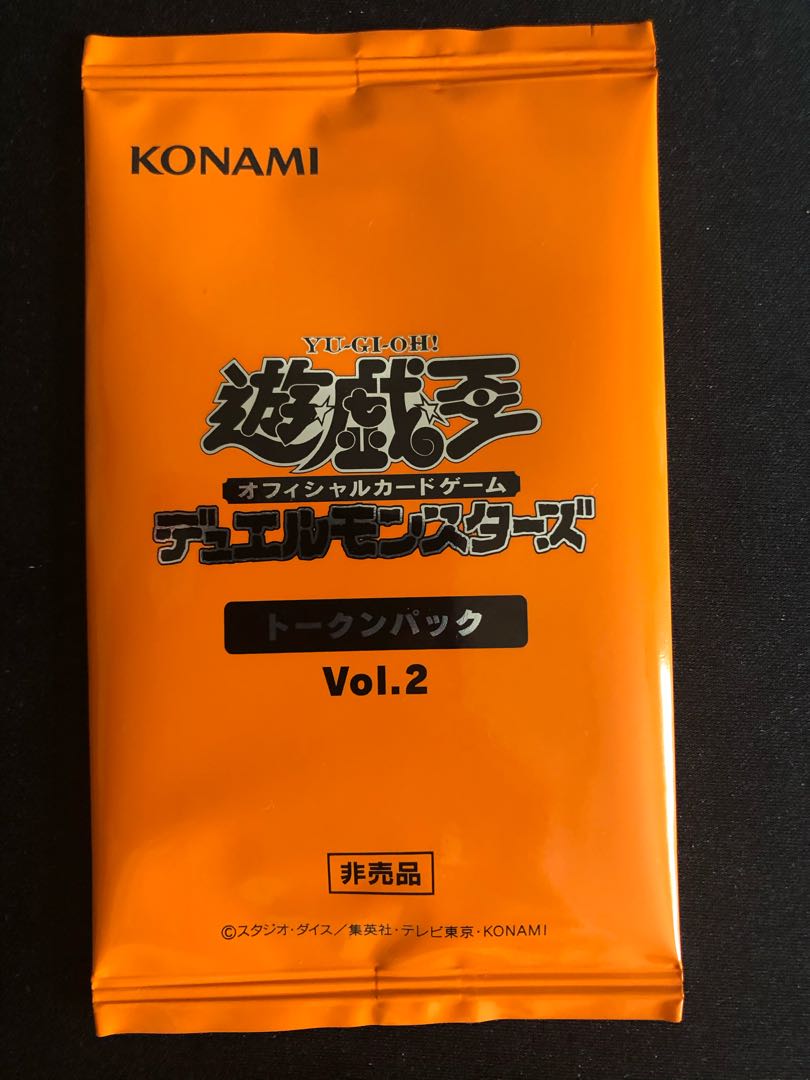 KONAMI
YU-GI-OH!
遊☆戯☆王
オフィシャルカードゲーム
デュエルモンスターズ
トークンパック
Vol.2
非売品
©スタジオ・ダイス／集英社・テレビ東京・KONAMI